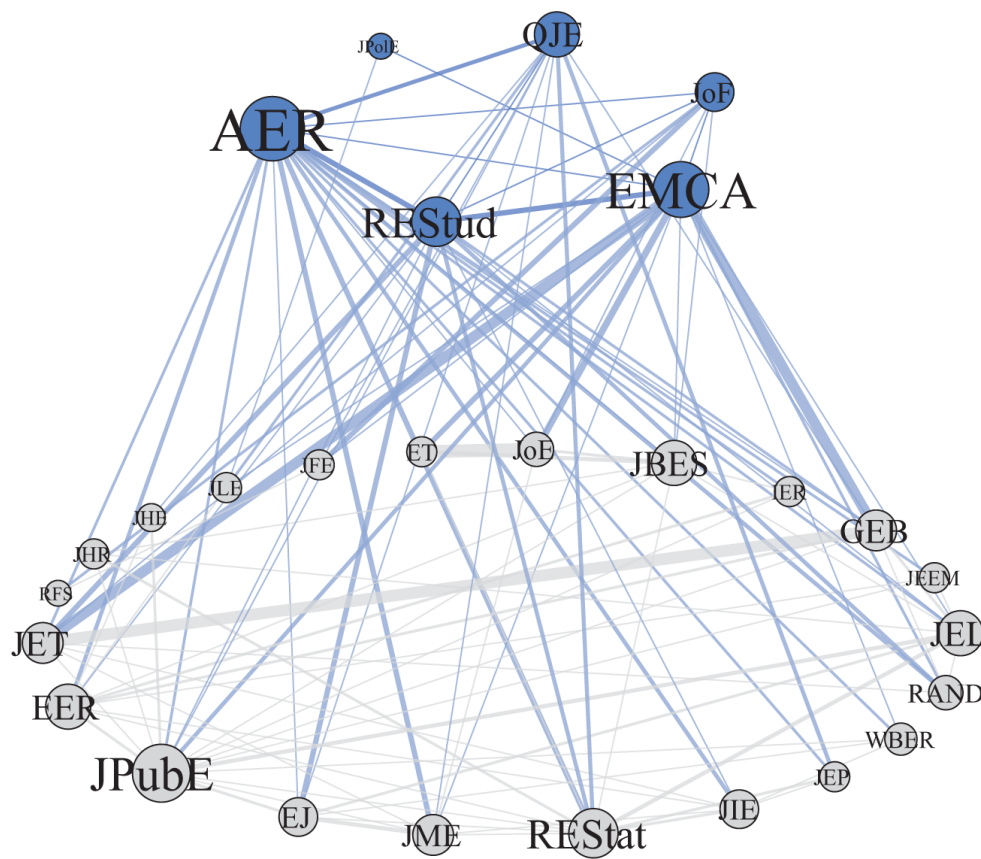 JPolE
QJE
JoF
AER
EMCA
REStud
ET
JoE
JBES
JFE
JLE
IER
JHE
GEB
JHR
JEEM
RFS
JET
JEL
EER
RAND
WBER
JPubE
JEP
EJ
JME
REStat
JIE